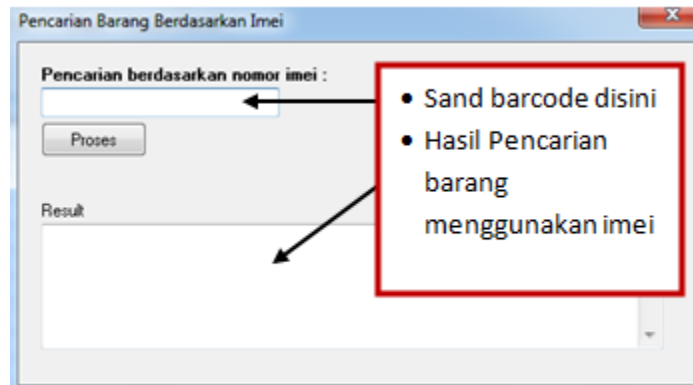 Pencarian Barang Berdasarkan Imei
Pencarian berdasarkan nomor imei :
Proses
Result
• Sand barcode disini
• Hasil Pencarian
barang
menggunakan imei